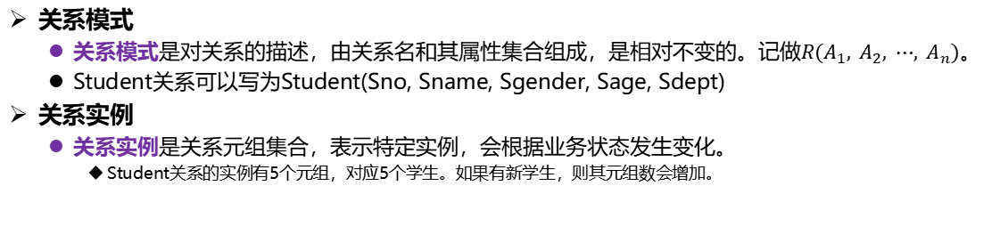 ➢ 关系模式
● 关系模式是对关系的描述，由关系名和其属性集合组成，是相对不变的。记做R(A₁, A₂, ⋯, Aₙ)。
● Student关系可以写为Student(Sno, Sname, Sgender, Sage, Sdept)
➢ 关系实例
● 关系实例是关系元组集合，表示特定实例，会根据业务状态发生变化。
◆ Student关系的实例有5个元组，对应5个学生。如果有新学生，则其元组数会增加。